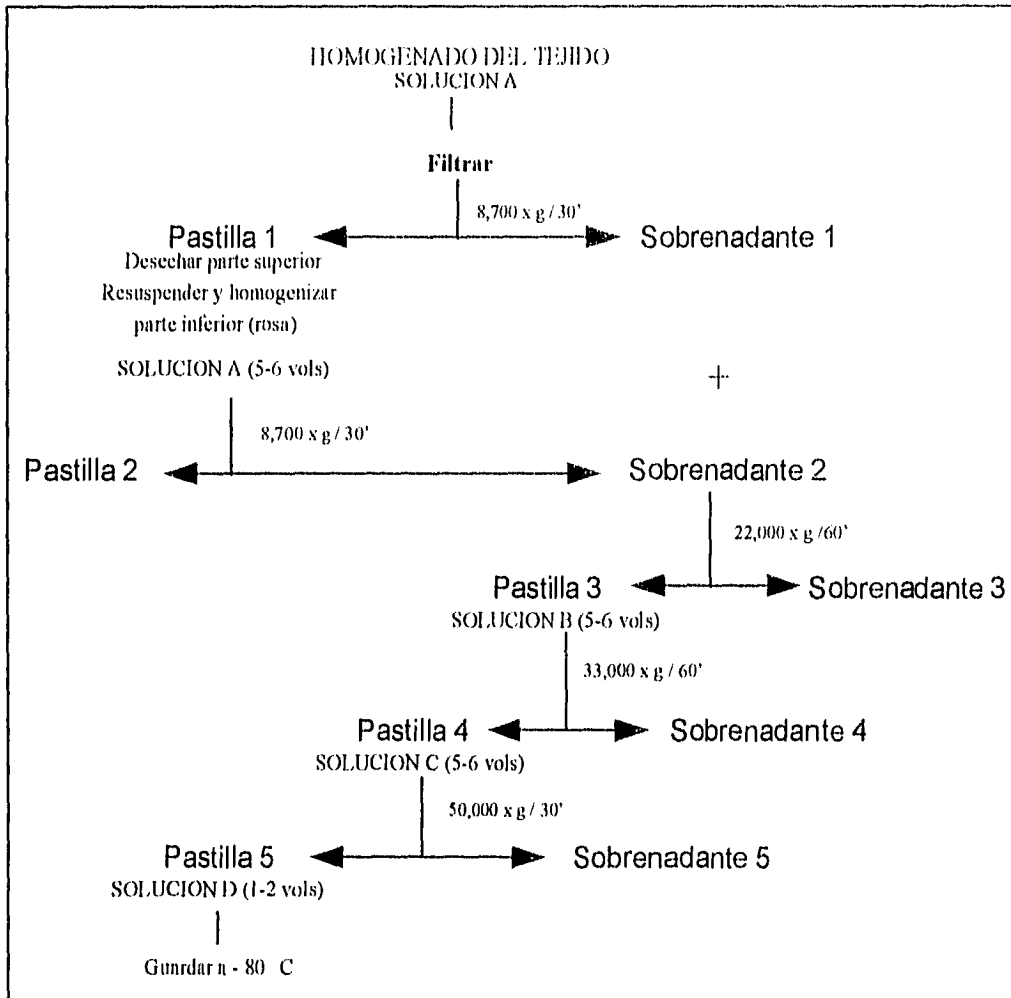 HOMOGENADO DEL TEJIDO
SOLUCION A
Filtrar
8,700 x g / 30'
Pastilla 1
Sobrenadante 1
Desechar parte superior
Resuspender y homogenizar
parte inferior (rosa)
SOLUCION A (5-6 vols)
+
8,700 x g / 30'
Pastilla 2
Sobrenadante 2
22,000 x g /60'
Pastilla 3
Sobrenadante 3
SOLUCION B (5-6 vols)
33,000 x g / 60'
Pastilla 4
Sobrenadante 4
SOLUCION C (5-6 vols)
50,000 x g / 30'
Pastilla 5
Sobrenadante 5
SOLUCION D (1-2 vols)
Guardar a - 80 C